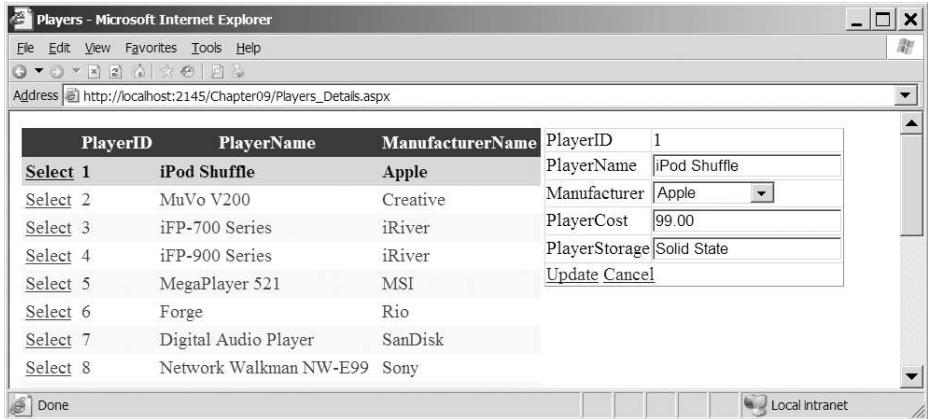 Players - Microsoft Internet Explorer
File Edit View Favorites Tools Help
Address http://localhost:2145/Chapter09/Players_Details.aspx
PlayerID PlayerName ManufacturerName
Select 1 iPod Shuffle Apple
Select 2 MuVo V200 Creative
Select 3 iFP-700 Series iRiver
Select 4 iFP-900 Series iRiver
Select 5 MegaPlayer 521 MSI
Select 6 Forge Rio
Select 7 Digital Audio Player SanDisk
Select 8 Network Walkman NW-E99 Sony
PlayerID 1
PlayerName iPod Shuffle
Manufacturer Apple
PlayerCost 99.00
PlayerStorage Solid State
Update Cancel
Done Local intranet